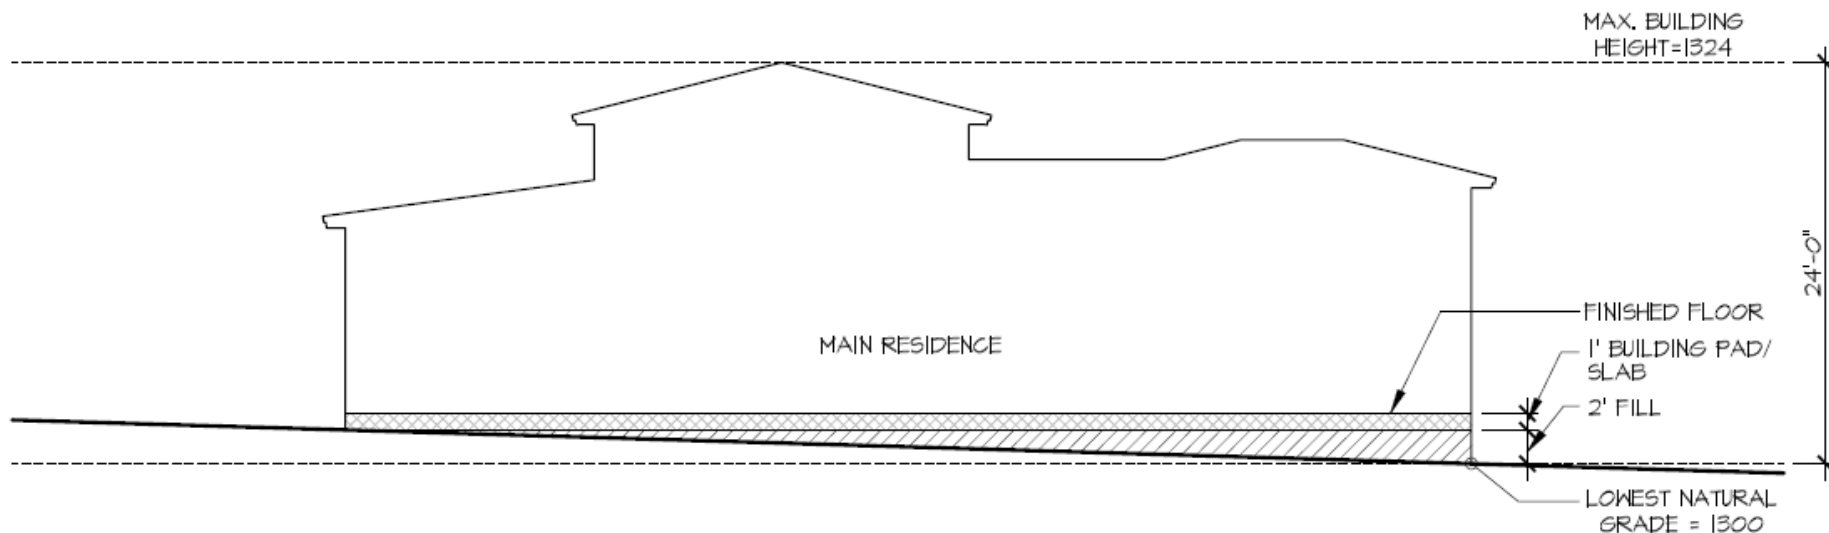 MAX. BUILDING
HEIGHT=1324
24'-0"
FINISHED FLOOR
MAIN RESIDENCE
1' BUILDING PAD/
SLAB
2' FILL
LOWEST NATURAL
GRADE = 1300